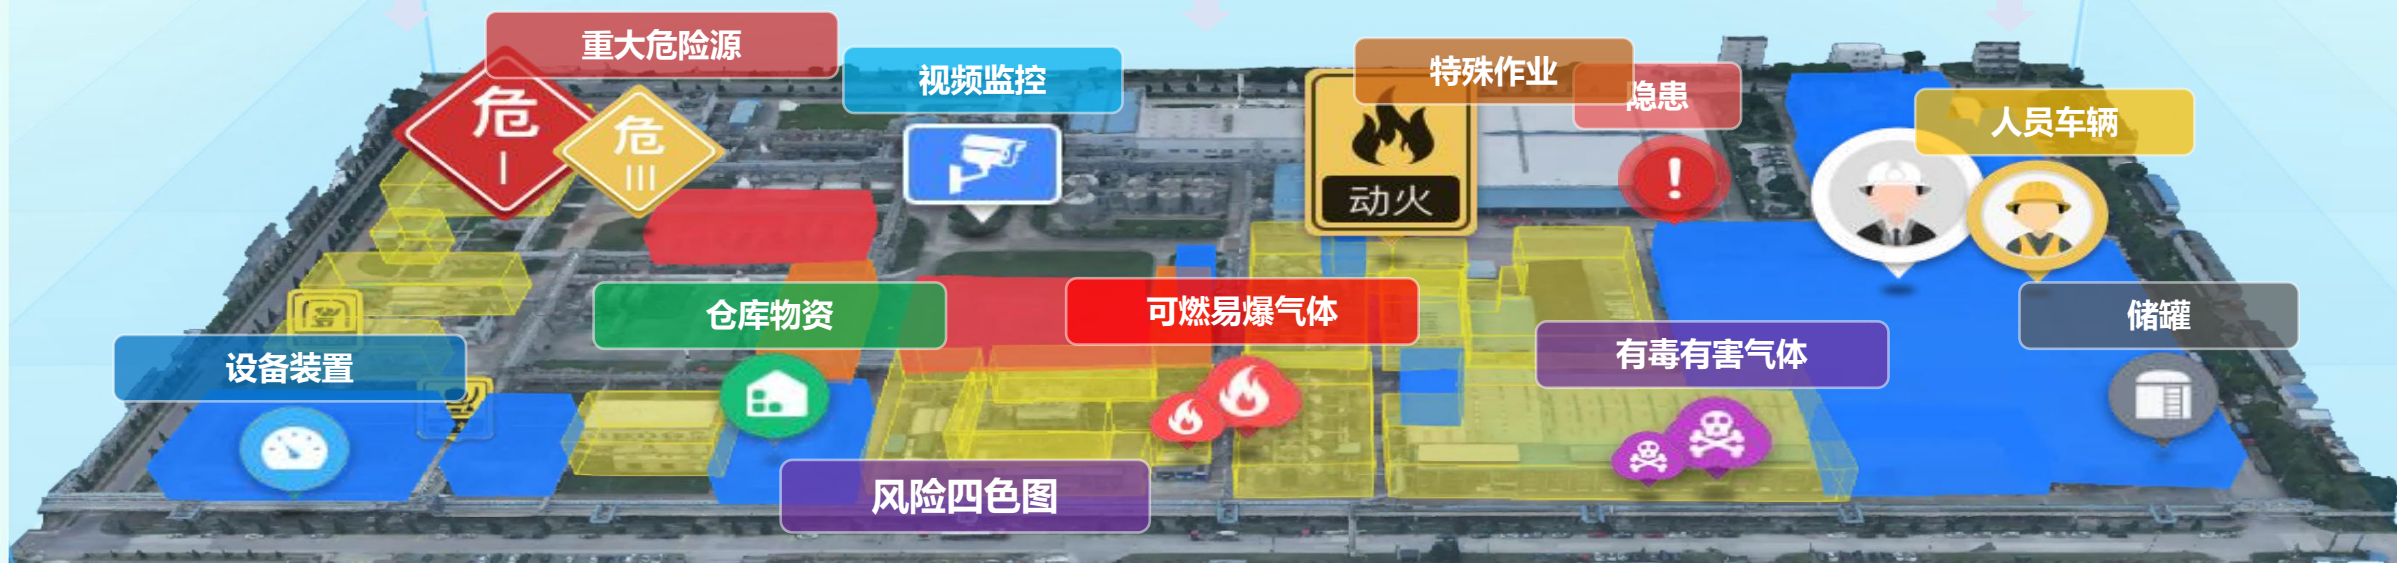 重大危险源
视频监控
特殊作业
隐患
人员车辆
危
I
危
III
动火
设备装置
仓库物资
可燃易爆气体
有毒有害气体
储罐
风险四色图